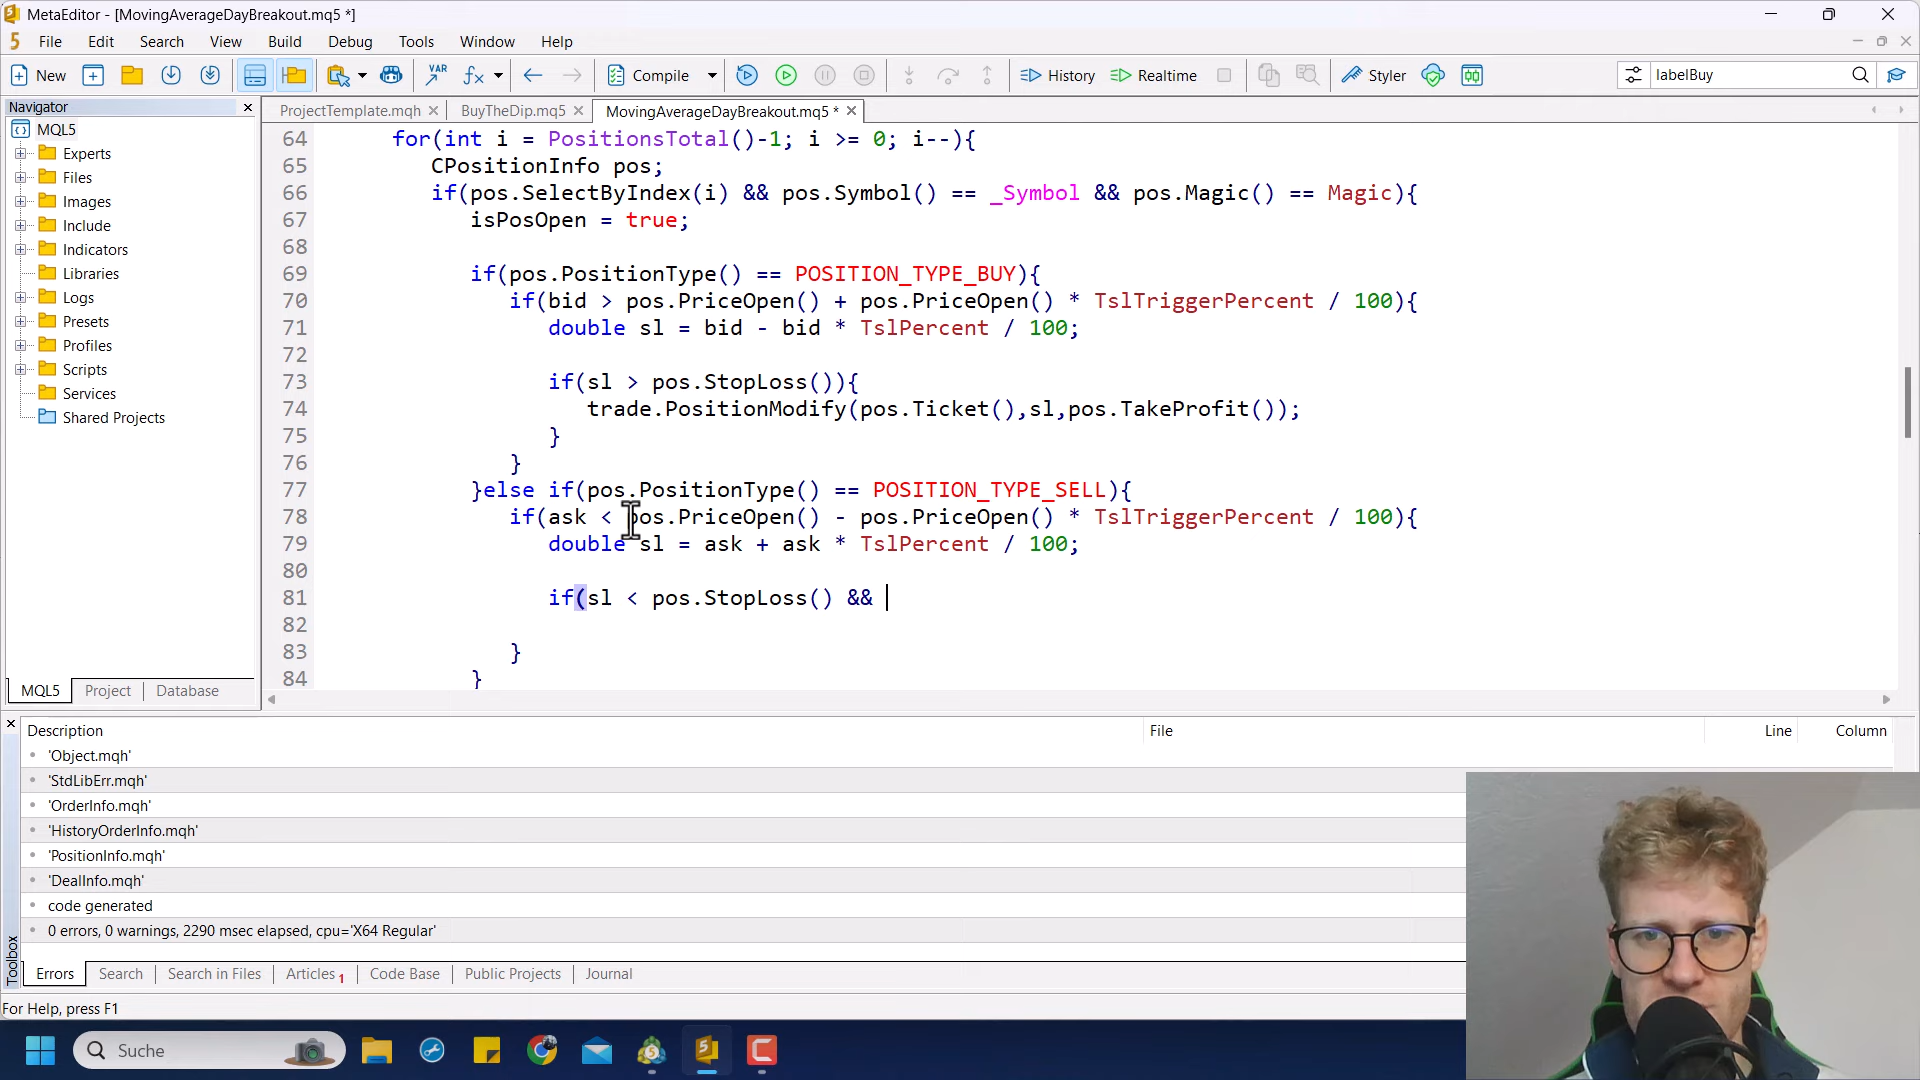 MetaEditor - [MovingAverageDayBreakout.mq5 *]
File Edit Search View Build Debug Tools Window Help
New Compile History Realtime Styler labelBuy
Navigator
ProjectTemplate.mqh BuyTheDip.mq5 MovingAverageDayBreakout.mq5 *
MQL5
Experts
Files
Images
Include
Indicators
Libraries
Logs
Presets
Profiles
Scripts
Services
Shared Projects
MQL5 Project Database
64 for(int i = PositionsTotal()-1; i >= 0; i--){
65 CPositionInfo pos;
66 if(pos.SelectByIndex(i) && pos.Symbol() == _Symbol && pos.Magic() == Magic){
67 isPosOpen = true;
68
69 if(pos.PositionType() == POSITION_TYPE_BUY){
70 if(bid > pos.PriceOpen() + pos.PriceOpen() * TslTriggerPercent / 100){
71 double sl = bid - bid * TslPercent / 100;
72
73 if(sl > pos.StopLoss()){
74 trade.PositionModify(pos.Ticket(),sl,pos.TakeProfit());
75 }
76 }
77 }else if(pos.PositionType() == POSITION_TYPE_SELL){
78 if(ask < pos.PriceOpen() - pos.PriceOpen() * TslTriggerPercent / 100){
79 double sl = ask + ask * TslPercent / 100;
80
81 if(sl < pos.StopLoss() &&
82
83 }
84 }
Description File Line Column
'Object.mqh'
'StdLibErr.mqh'
'OrderInfo.mqh'
'HistoryOrderInfo.mqh'
'PositionInfo.mqh'
'DealInfo.mqh'
code generated
0 errors, 0 warnings, 2290 msec elapsed, cpu='X64 Regular'
Toolbox
Errors Search Search in Files Articles 1 Code Base Public Projects Journal
For Help, press F1
Suche